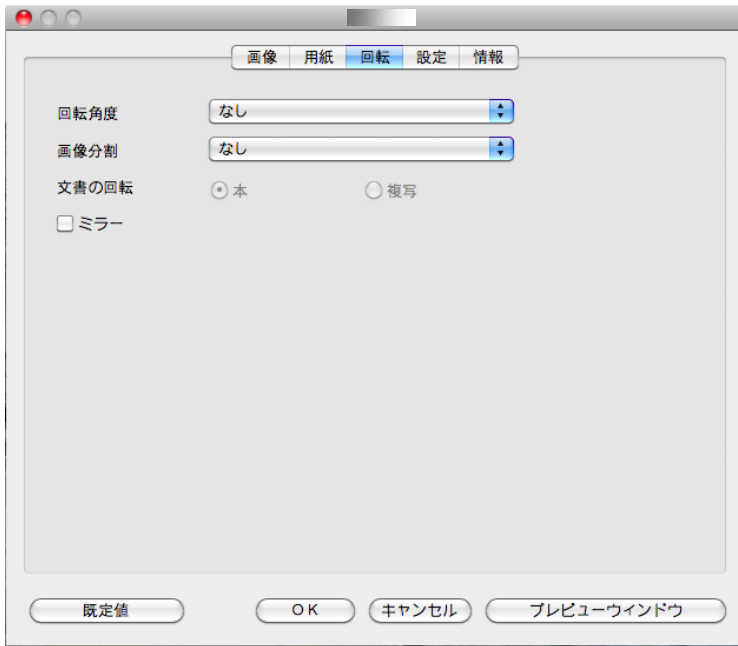 画像 用紙 回転 設定 情報
回転角度 なし
画像分割 なし
文書の回転 本 複写
ミラー
既定値 OK キャンセル プレビューウインドウ